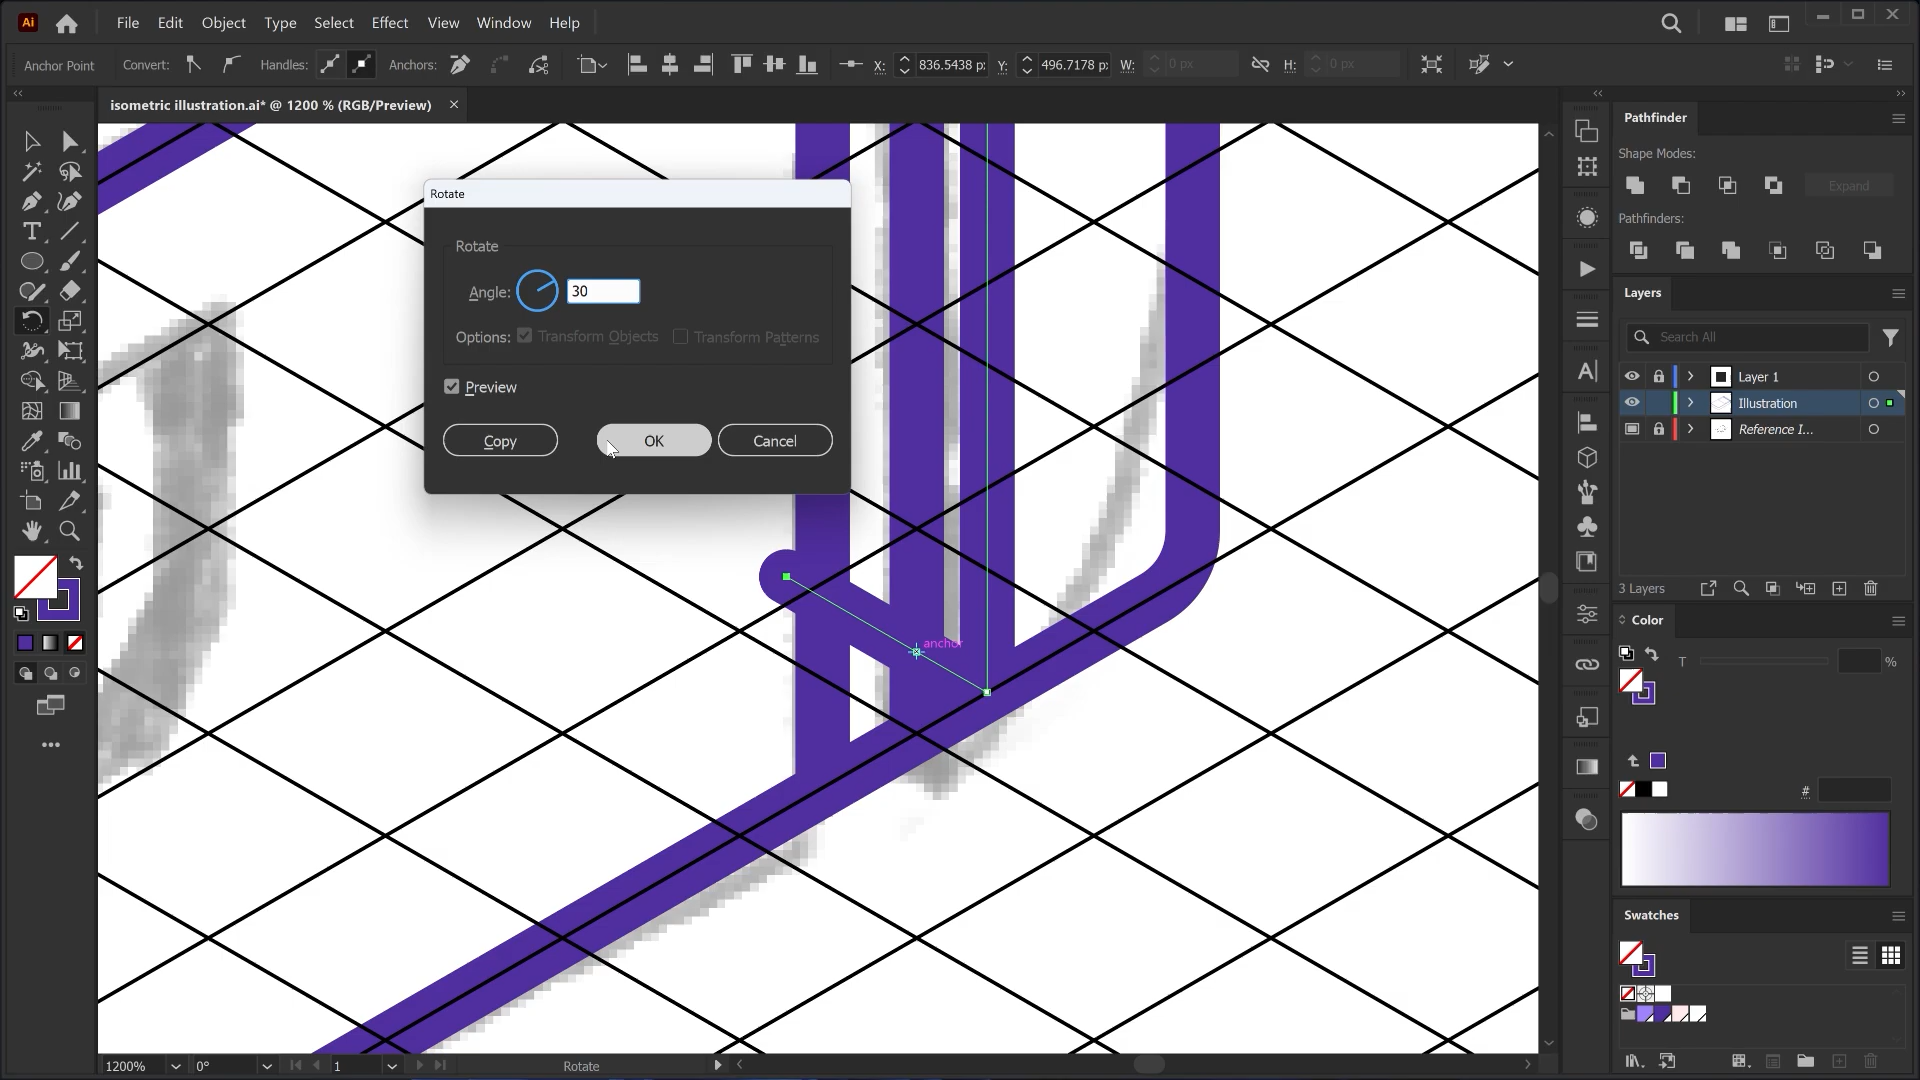 Ai File Edit Object Type Select Effect View Window Help
Anchor Point Convert: Handles: Anchors: X: 836.5438 p: Y: 496.7178 p: W: 0 px H: 0 px
isometric illustration.ai* @ 1200 % (RGB/Preview)
Rotate
Rotate
Angle: 30
Options: Transform Objects Transform Patterns
Preview
Copy OK Cancel
anchor
Pathfinder
Shape Modes:
Expand
Pathfinders:
Layers
Search All
Layer 1
Illustration
Reference I...
3 Layers
Color
T %
#
Swatches
1200% 0° 1 Rotate